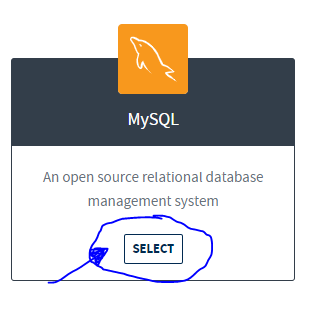 MySQL
An open source relational database
management system
SELECT